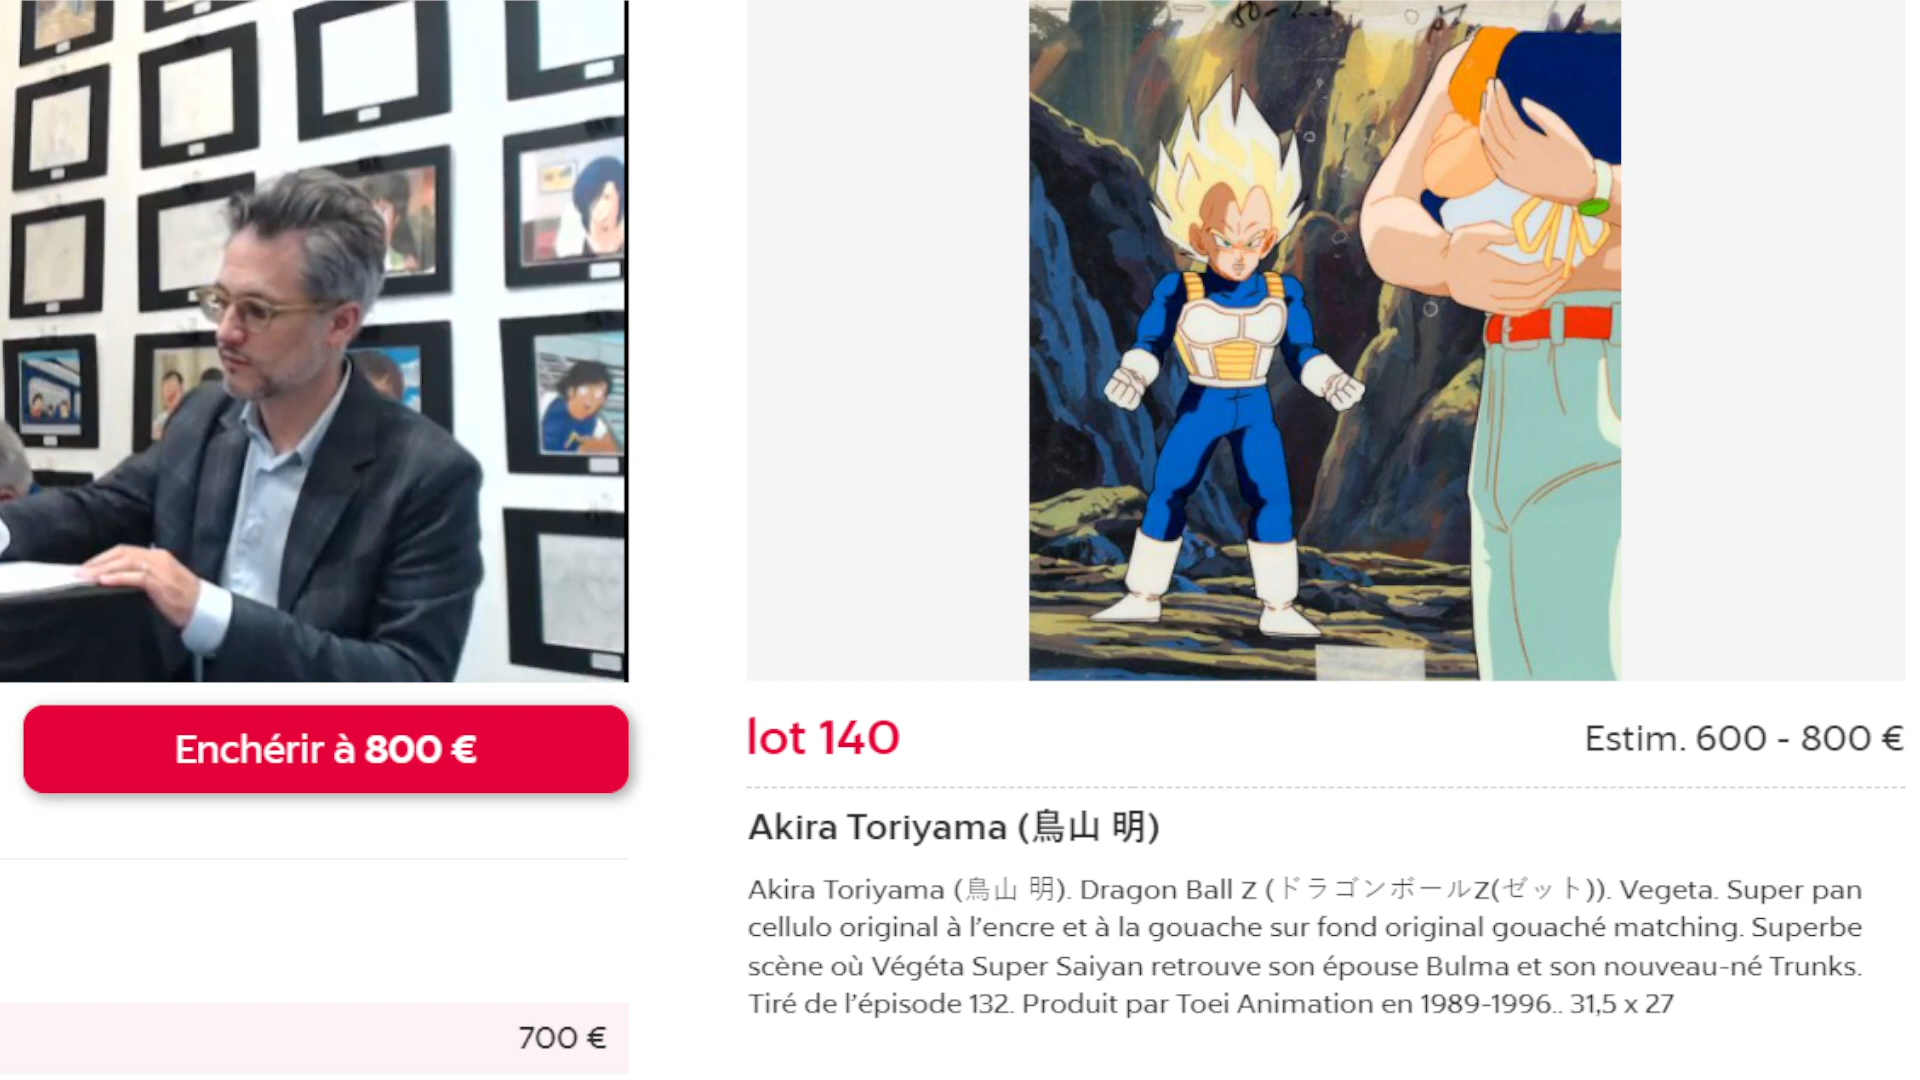 Enchérir à 800 €
700 €
lot 140
Estim. 600 - 800 €
Akira Toriyama (鳥山 明)
Akira Toriyama (鳥山 明). Dragon Ball Z (ドラゴンボールZ(ゼット)). Vegeta. Super pan
cellulo original à l’encre et à la gouache sur fond original gouaché matching. Superbe
scène où Végéta Super Saiyan retrouve son épouse Bulma et son nouveau-né Trunks.
Tiré de l’épisode 132. Produit par Toei Animation en 1989-1996.. 31,5 x 27